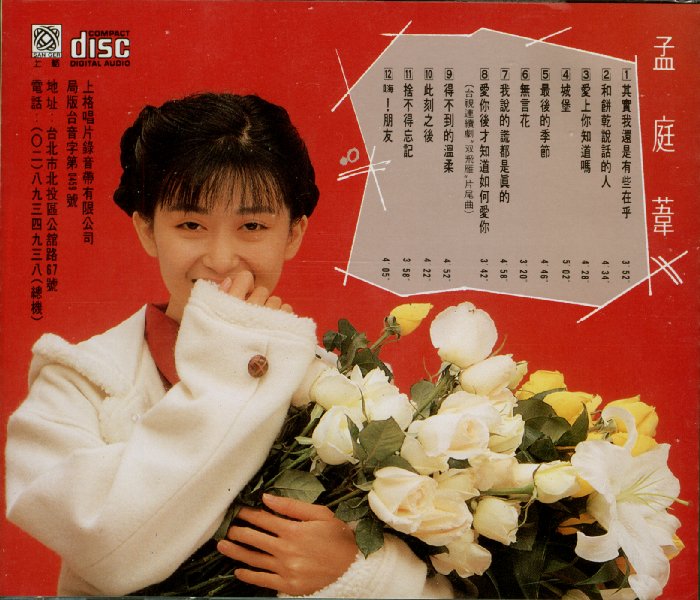 孟庭葦
1 其實我還是有些在乎 3'52"
2 和餅乾說話的人 4'34"
3 愛上你知道嗎 4'28"
4 城堡 5'02"
5 最後的季節 4'46"
6 無言花 3'20"
7 我說的謊都是真的 4'58"
8 愛你後才知道如何愛你 3'42"
(台視連續劇"双飛雁"片尾曲)
9 得不到的溫柔 4'52"
10 此刻之後 4'22"
11 捨不得忘記 3'58"
12 嗨!朋友 4'05"
COMPACT
disc
DIGITAL AUDIO
上格
上格唱片錄音帶有限公司
局版台音字第 號
地址:台北市北投區公館路67號
電話:(〇二)八九三四九三八(總機)